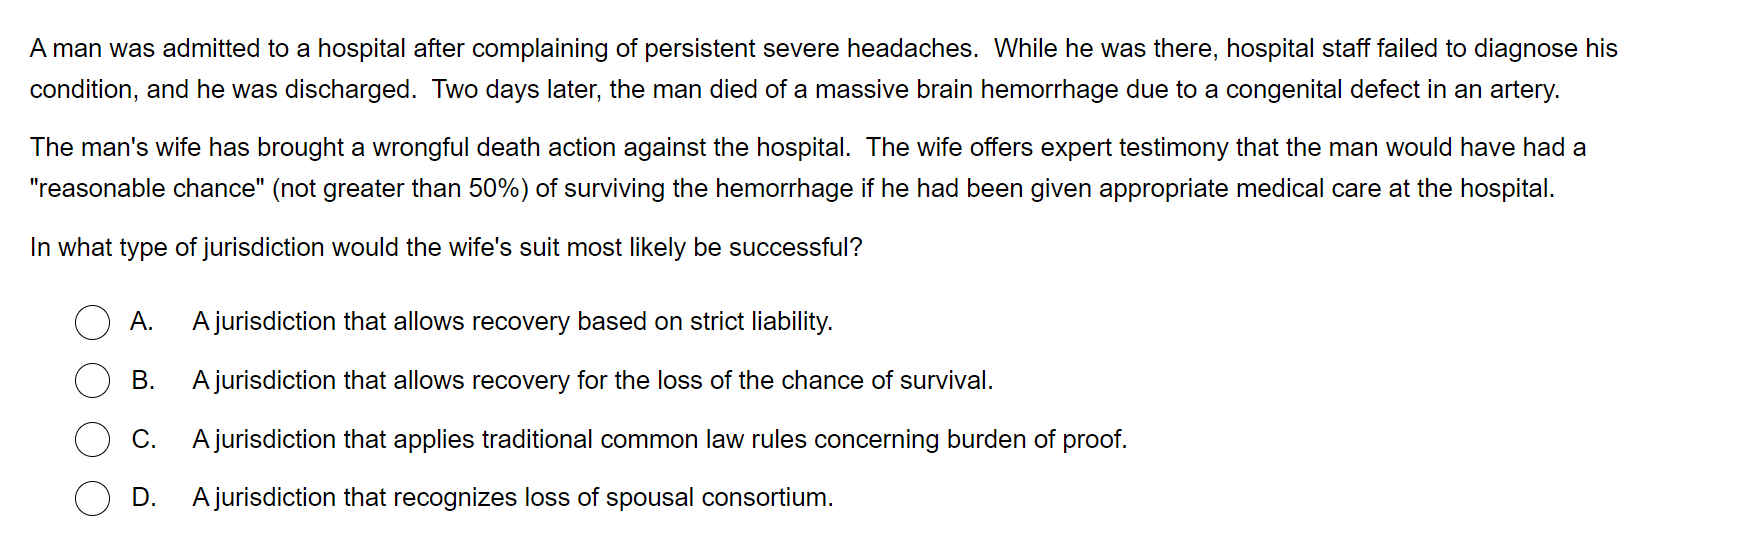 A man was admitted to a hospital after complaining of persistent severe headaches.  While he was there, hospital staff failed to diagnose his
condition, and he was discharged.  Two days later, the man died of a massive brain hemorrhage due to a congenital defect in an artery.
The man's wife has brought a wrongful death action against the hospital.  The wife offers expert testimony that the man would have had a
"reasonable chance" (not greater than 50%) of surviving the hemorrhage if he had been given appropriate medical care at the hospital.
In what type of jurisdiction would the wife's suit most likely be successful?
A. A jurisdiction that allows recovery based on strict liability.
B. A jurisdiction that allows recovery for the loss of the chance of survival.
C. A jurisdiction that applies traditional common law rules concerning burden of proof.
D. A jurisdiction that recognizes loss of spousal consortium.